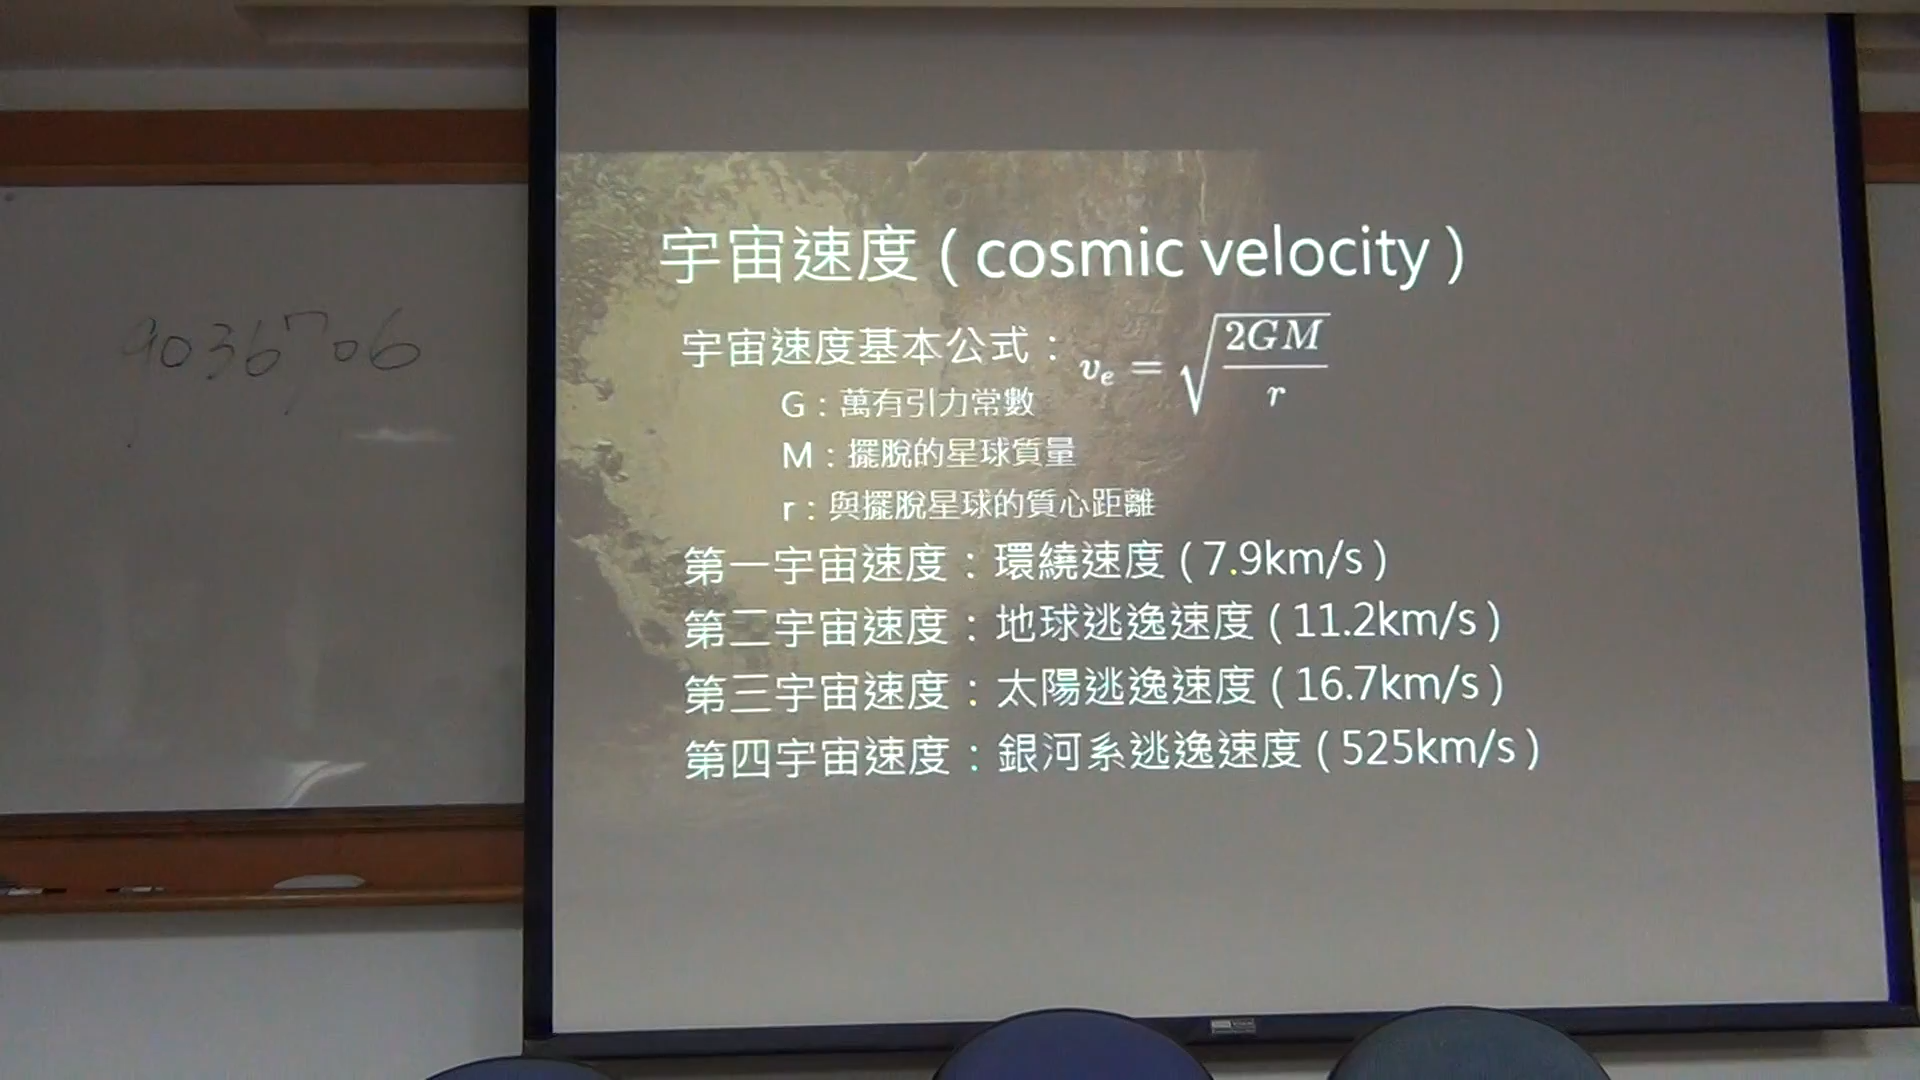 9036706
宇宙速度 ( cosmic velocity )
宇宙速度基本公式： v_e = √(2GM/r)
G：萬有引力常數
M：擺脫的星球質量
r：與擺脫星球的質心距離
第一宇宙速度：環繞速度 ( 7.9km/s )
第二宇宙速度：地球逃逸速度 ( 11.2km/s )
第三宇宙速度：太陽逃逸速度 ( 16.7km/s )
第四宇宙速度：銀河系逃逸速度 ( 525km/s )